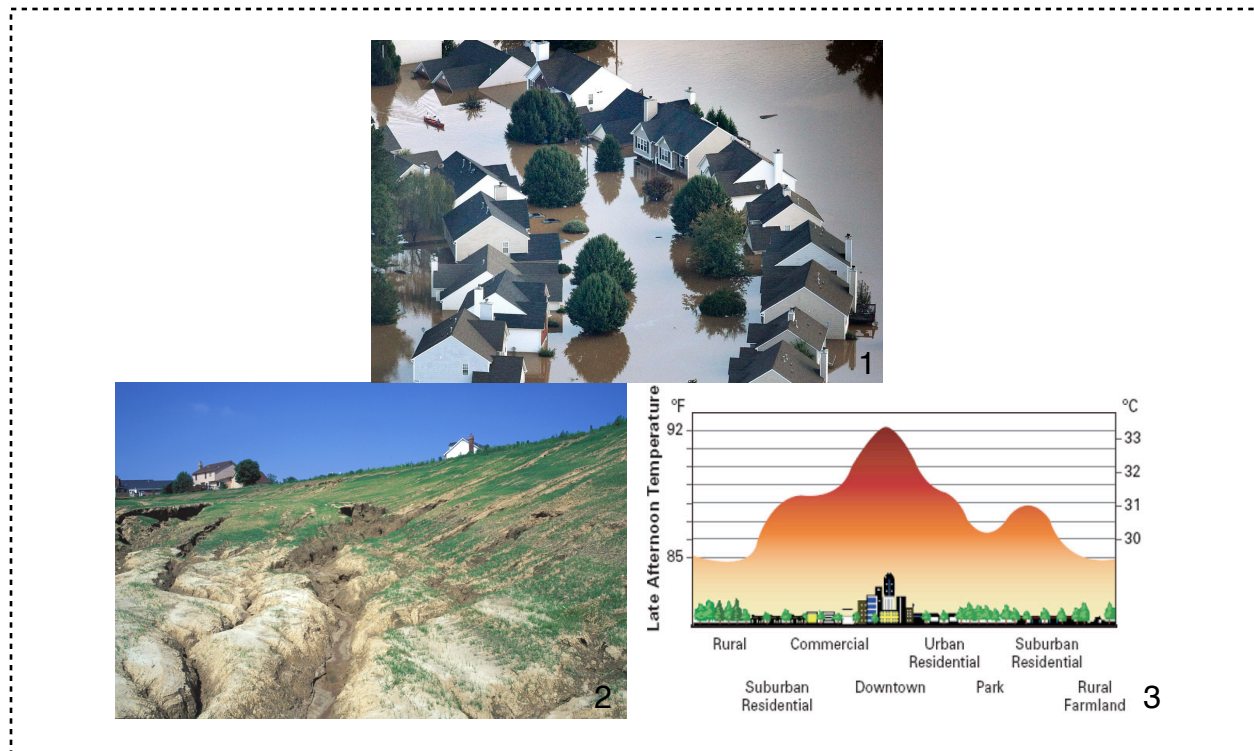 1
2
Late Afternoon Temperature
°F
°C
92
33
32
31
30
85
Rural
Commercial
Urban
Residential
Suburban
Residential
Suburban
Residential
Downtown
Park
Rural
Farmland
3